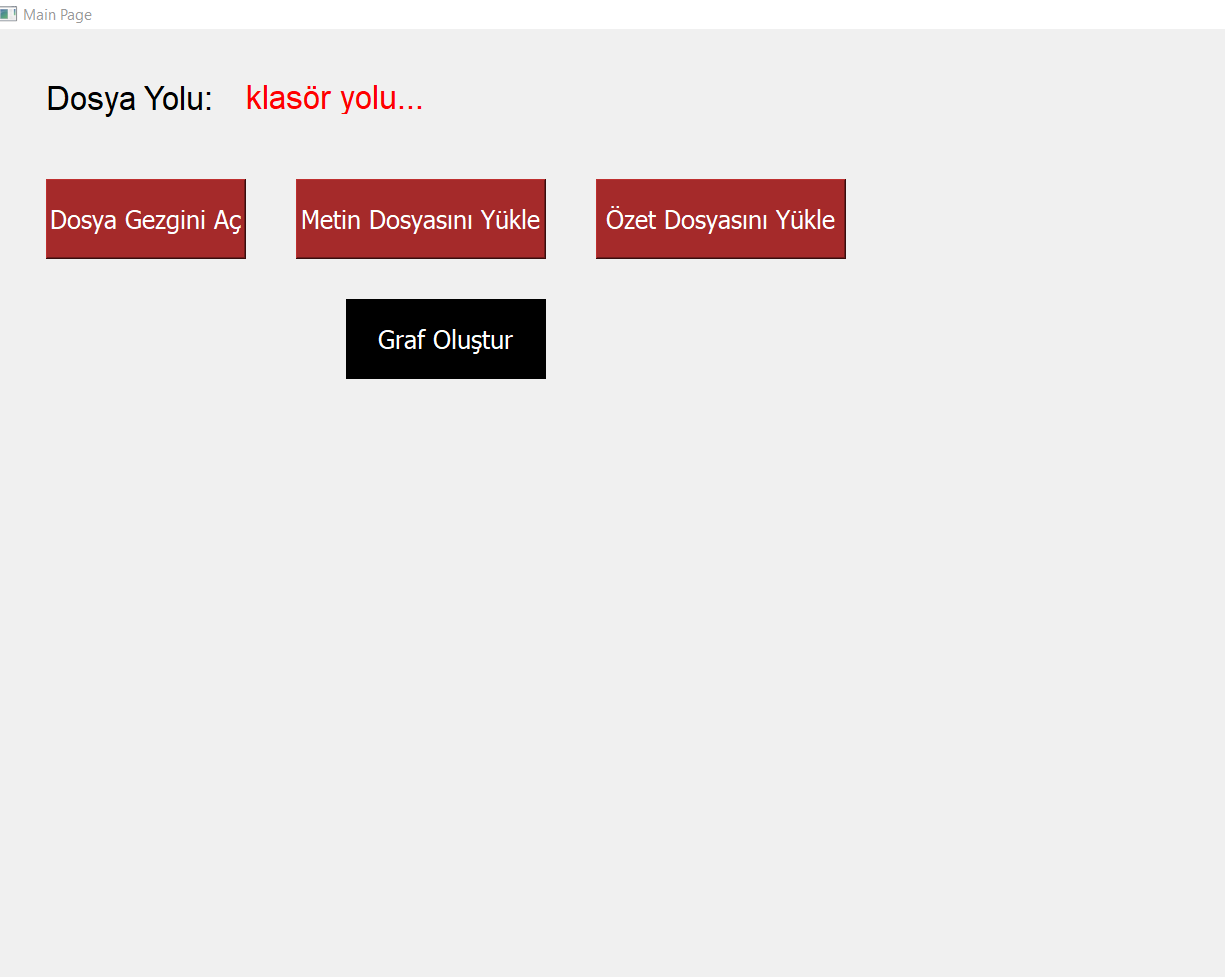 Main Page
Dosya Yolu: klasör yolu...
Dosya Gezgini Aç Metin Dosyasını Yükle Özet Dosyasını Yükle
Graf Oluştur